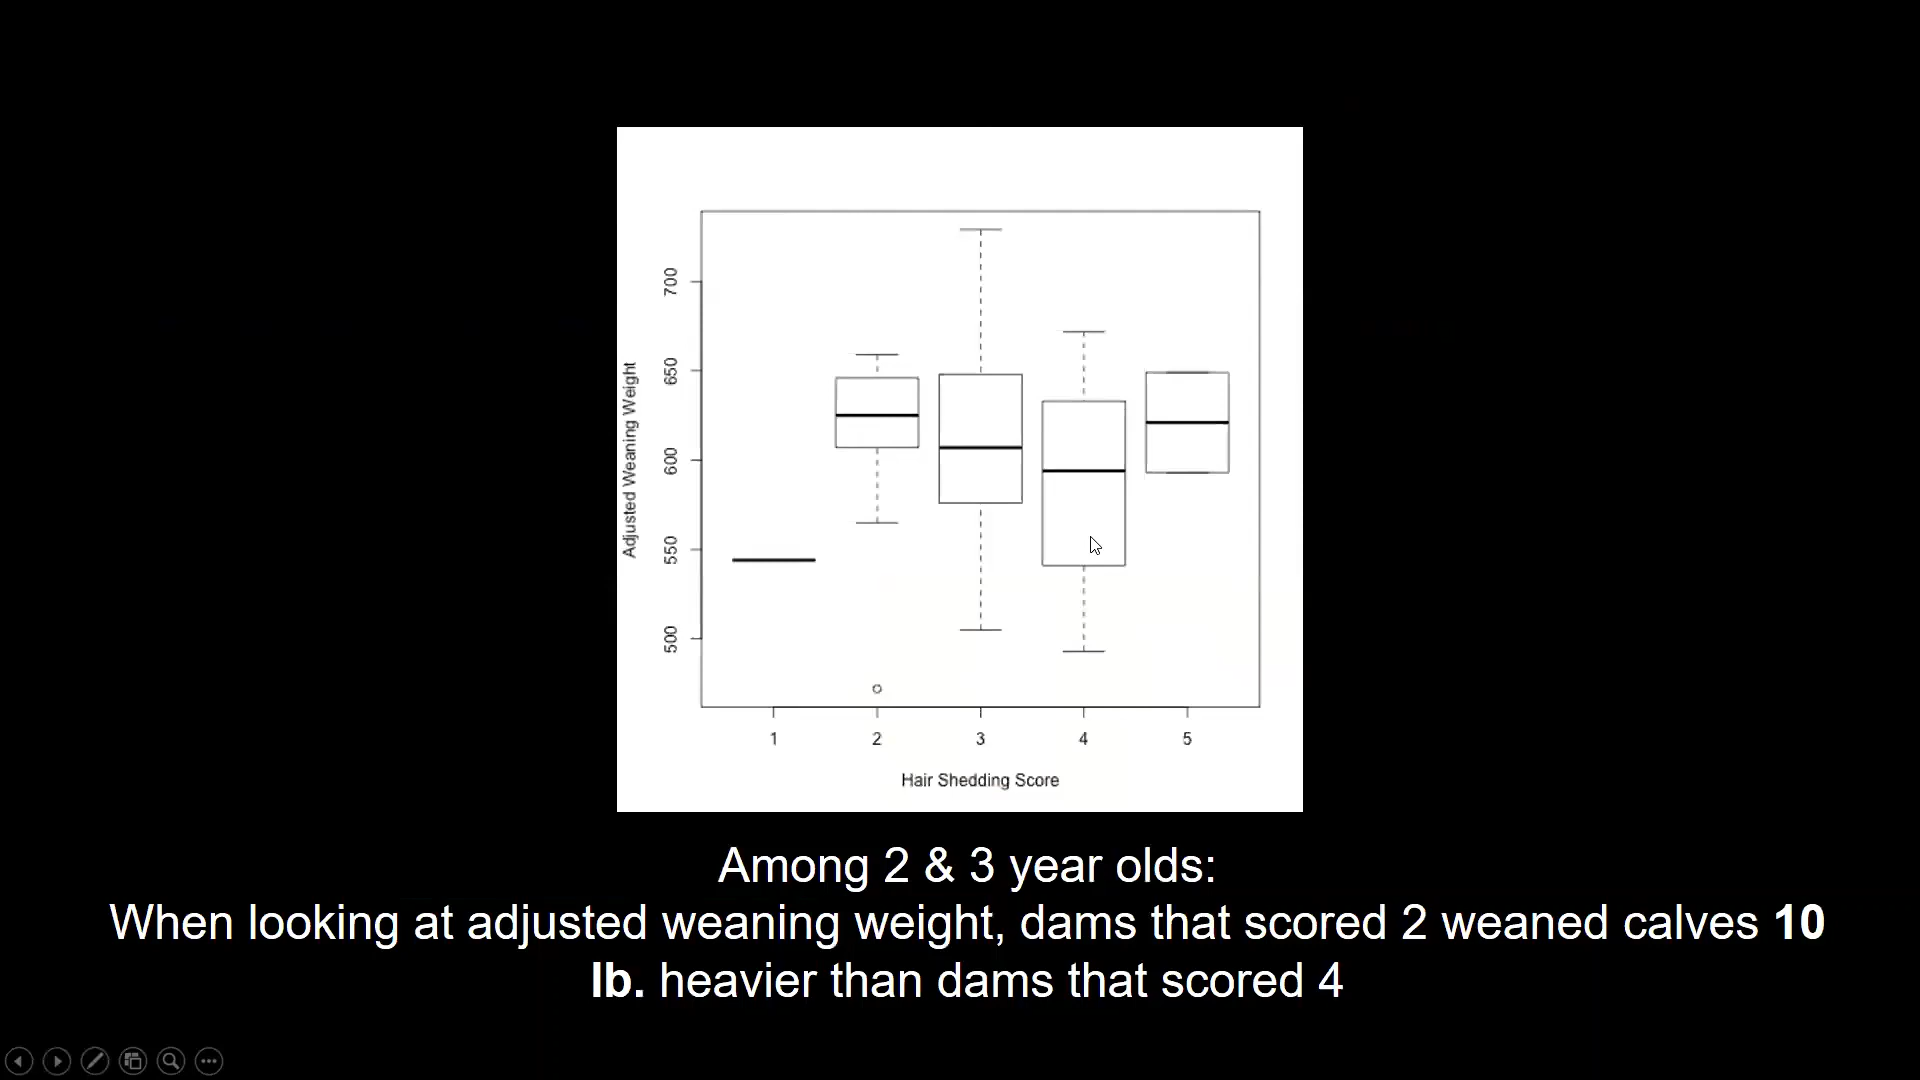 700
650
600
550
500
Adjusted Weaning Weight
1 2 3 4 5
Hair Shedding Score
Among 2 & 3 year olds:
When looking at adjusted weaning weight, dams that scored 2 weaned calves 10
lb. heavier than dams that scored 4